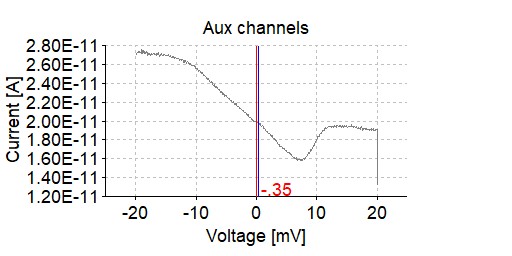 Aux channels
Current [A]
2.80E-11
2.60E-11
2.40E-11
2.20E-11
2.00E-11
1.80E-11
1.60E-11
1.40E-11
1.20E-11
-.35
-20 -10 0 10 20
Voltage [mV]